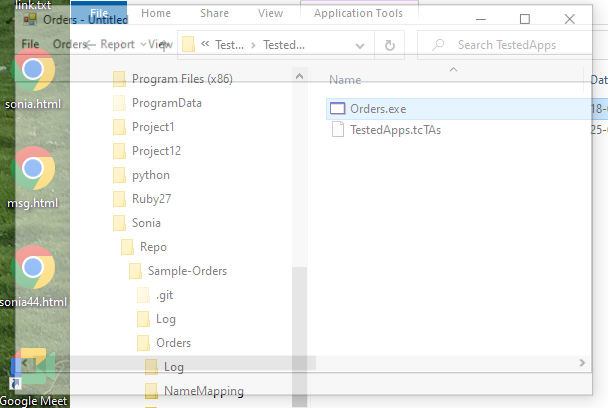 link.txt
Orders - Untitled
File Home Share View Application Tools
File Orders Report View
« Test... > Tested...
Search TestedApps
Program Files (x86)
ProgramData
Project1
Project12
python
Ruby27
Sonia
Repo
Sample-Orders
.git
Log
Orders
Log
NameMapping
Name
Da
Orders.exe
18-
TestedApps.tcTAs
25-
sonia.html
msg.html
sonia44.html
Google Meet